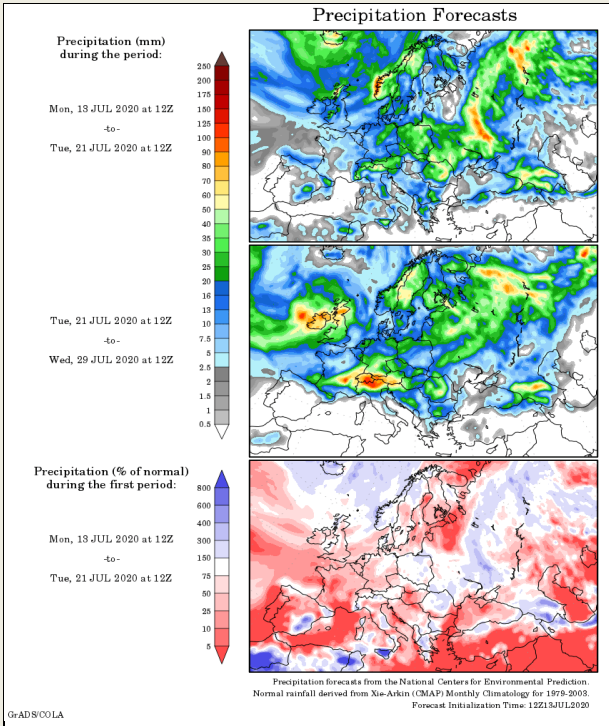 Precipitation Forecasts
Precipitation (mm)
during the period:
Mon, 13 JUL 2020 at 12Z
-to-
Tue, 21 JUL 2020 at 12Z
250
200
175
150
125
100
90
80
70
60
50
40
35
30
25
20
16
13
10
7.5
5
2.5
2
1.5
1
0.5
Tue, 21 JUL 2020 at 12Z
-to-
Wed, 29 JUL 2020 at 12Z
Precipitation (% of normal)
during the first period:
Mon, 13 JUL 2020 at 12Z
-to-
Tue, 21 JUL 2020 at 12Z
800
600
400
300
150
75
50
25
10
5
Precipitation forecasts from the National Centers for Environmental Prediction.
Normal rainfall derived from Xie-Arkin (CMAP) Monthly Climatology for 1979-2003.
Forecast Initialization Time: 12Z13JUL2020
GrADS/COLA